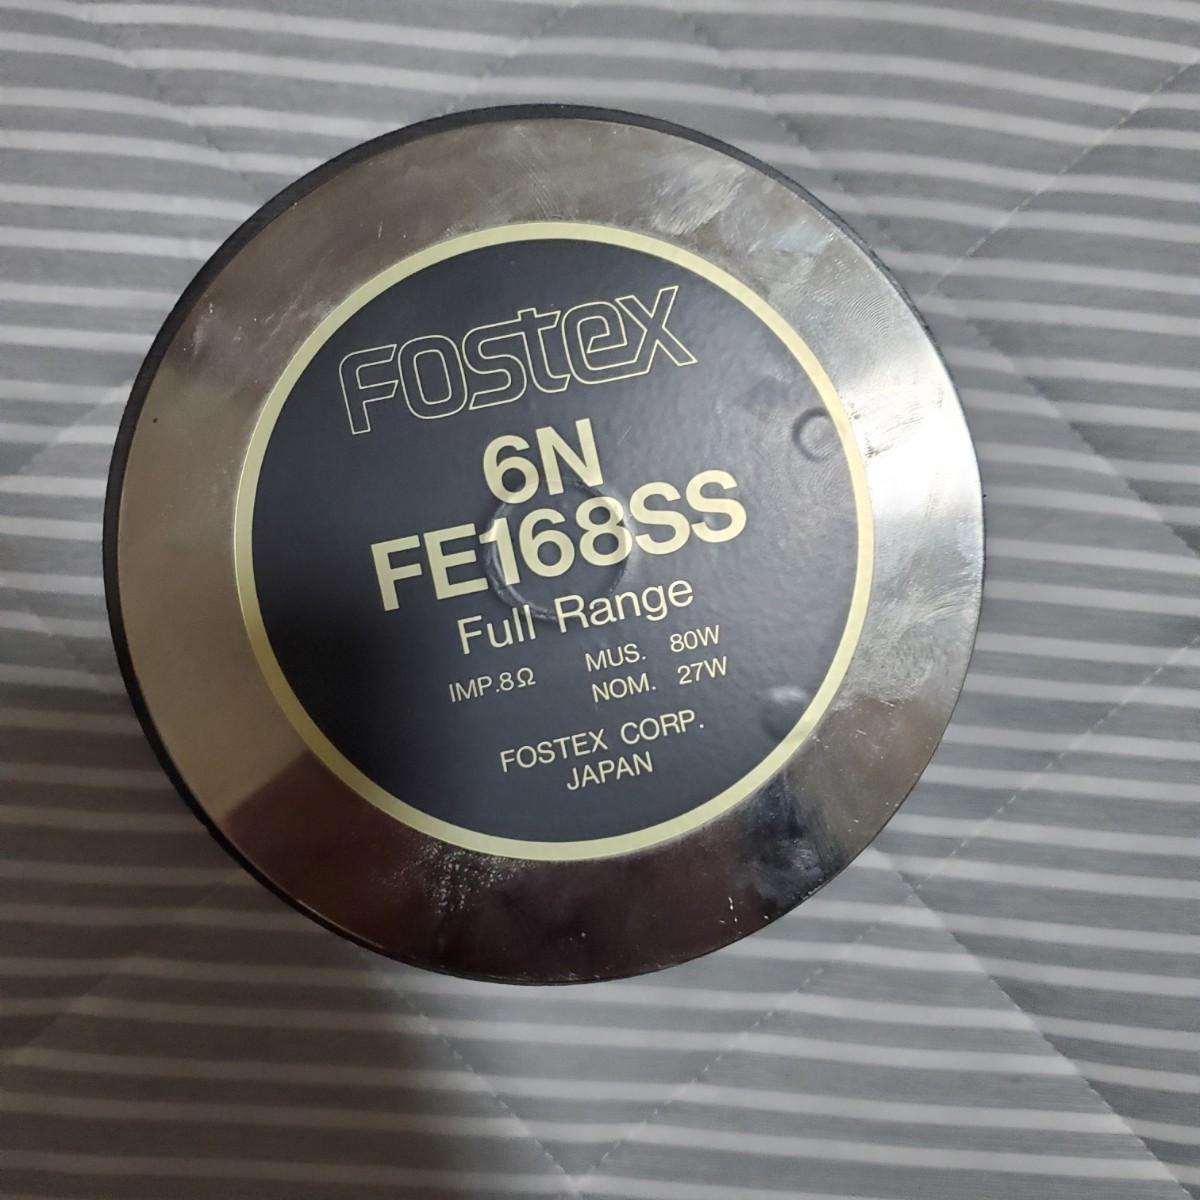 Fostex
6N
FE168SS
Full Range
IMP.8Ω MUS. 80W
NOM. 27W
FOSTEX CORP.
JAPAN